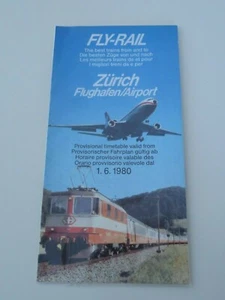 FLY-RAIL
The best trains from and to
Die besten Züge von und nach
Les meilleurs trains de et pour
I migliori treni da e per
Zürich
Flughafen/Airport
Provisional timetable valid from
Provisorischer Fahrplan gültig ab
Horaire provisoire valable dès
Orario provvisorio valevole dal
1. 6. 1980